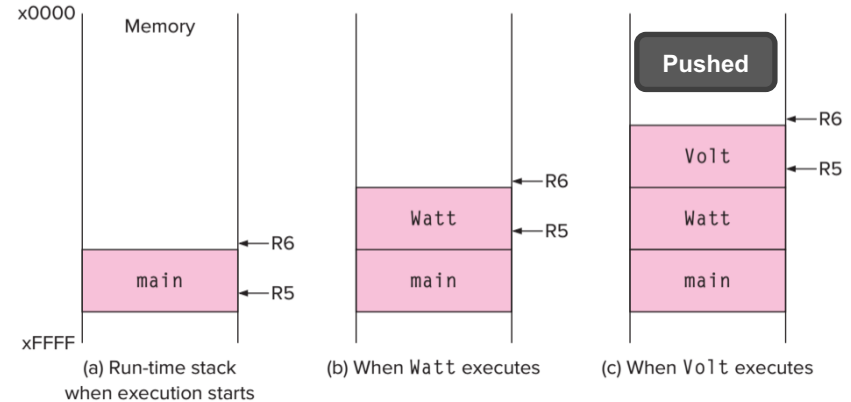 x0000
Memory
Pushed
R6
Volt
R5
R6
Watt
R5
Watt
R6
main
R5
main
main
xFFFF
(a) Run-time stack
when execution starts
(b) When Watt executes
(c) When Volt executes